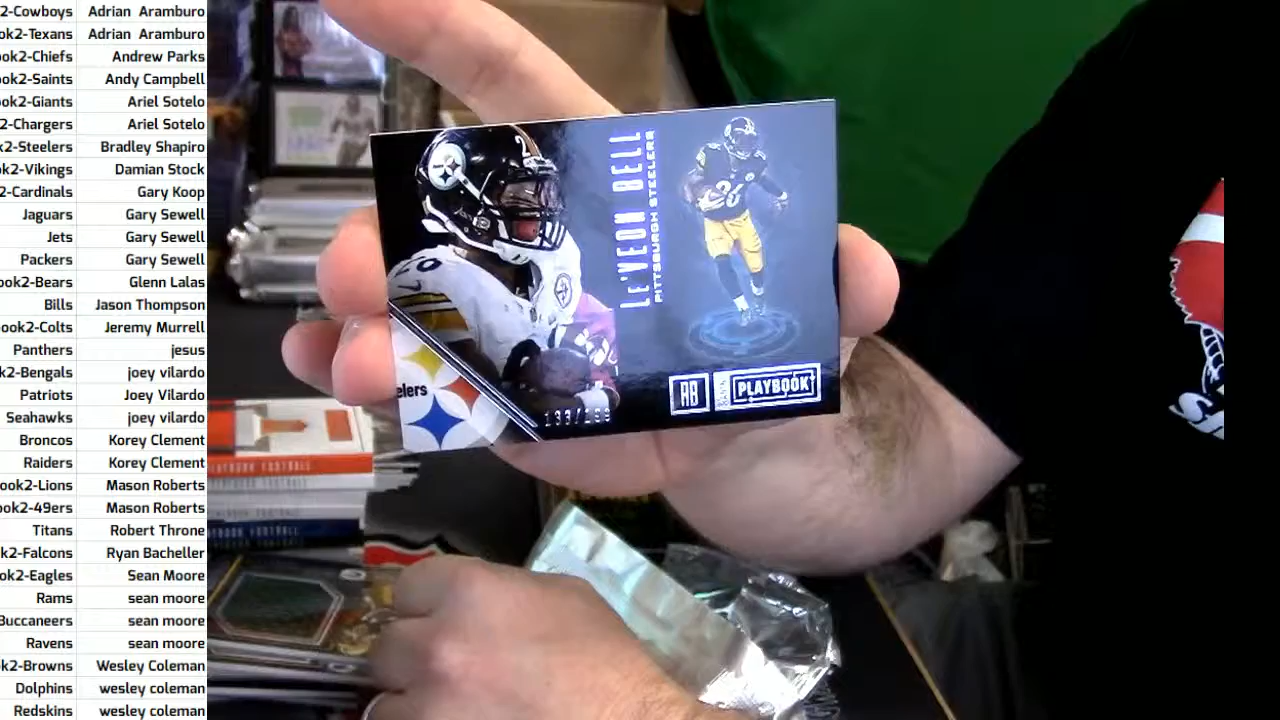 2-Cowboys Adrian Aramburo
ok2-Texans Adrian Aramburo
ok2-Chiefs Andrew Parks
ok2-Saints Andy Campbell
ok2-Giants Ariel Sotelo
2-Chargers Ariel Sotelo
k2-Steelers Bradley Shapiro
k2-Vikings Damian Stock
2-Cardinals Gary Koop
Jaguars Gary Sewell
Jets Gary Sewell
Packers Gary Sewell
ok2-Bears Glenn Lalas
Bills Jason Thompson
ook2-Colts Jeremy Murrell
Panthers jesus
k2-Bengals joey vilardo
Patriots Joey Vilardo
Seahawks joey vilardo
Broncos Korey Clement
Raiders Korey Clement
ook2-Lions Mason Roberts
ook2-49ers Mason Roberts
Titans Robert Throne
k2-Falcons Ryan Bacheller
ok2-Eagles Sean Moore
Rams sean moore
Buccaneers sean moore
Ravens sean moore
k2-Browns Wesley Coleman
Dolphins wesley coleman
Redskins wesley coleman
Le'VEON BELL
PITTSBURGH STEELERS
26
RB
PLAYBOOK
elers